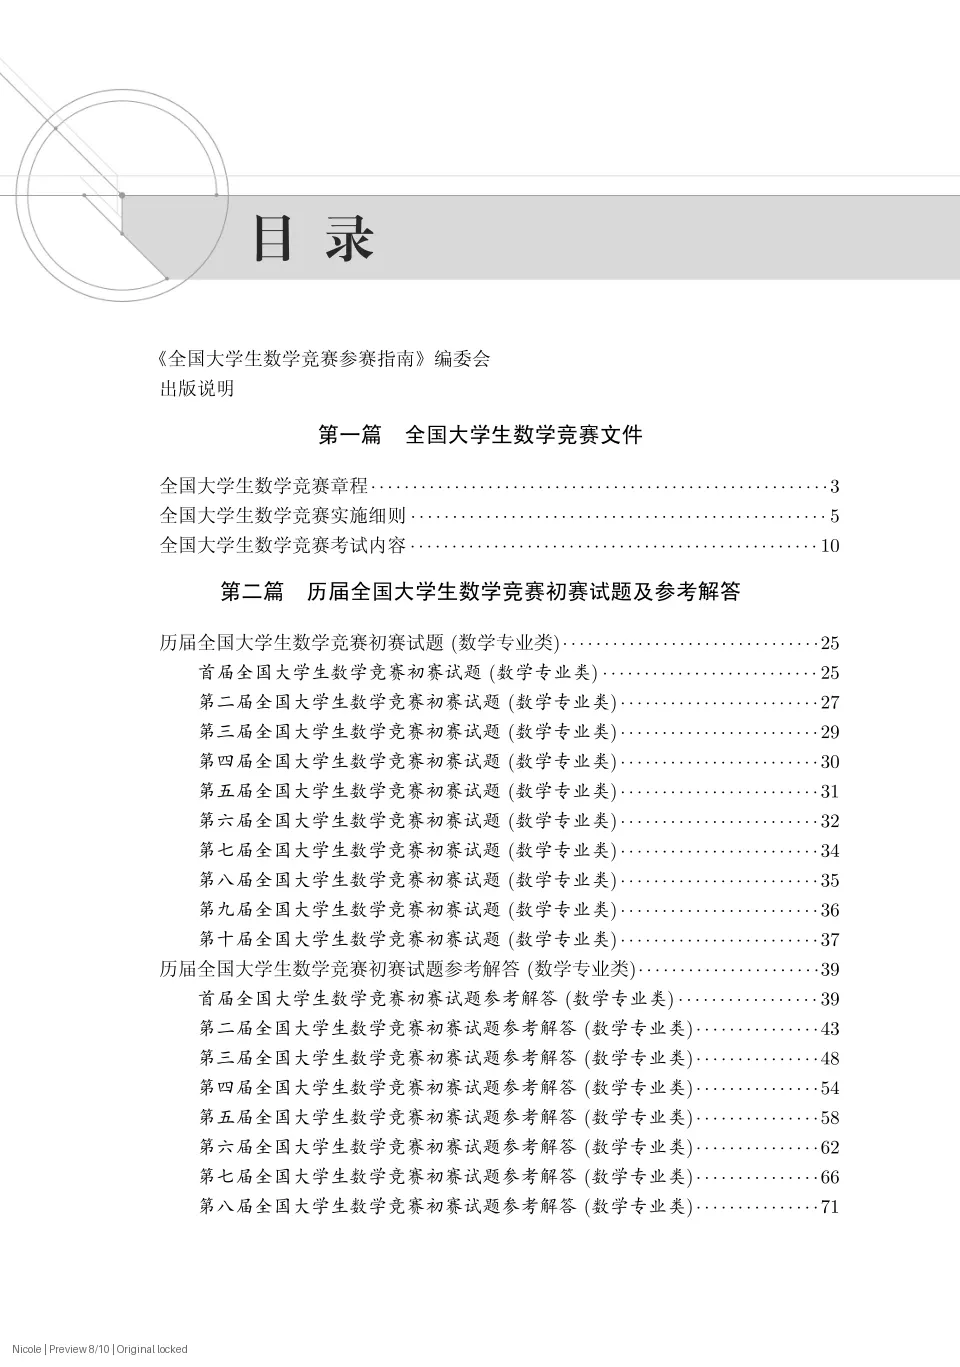 目 录
《全国大学生数学竞赛参赛指南》编委会
出版说明
第一篇 全国大学生数学竞赛文件
全国大学生数学竞赛章程························································3
全国大学生数学竞赛实施细则··················································5
全国大学生数学竞赛考试内容·················································10
第二篇 历届全国大学生数学竞赛初赛试题及参考解答
历届全国大学生数学竞赛初赛试题 (数学专业类)·······························25
首届全国大学生数学竞赛初赛试题 (数学专业类)··························25
第二届全国大学生数学竞赛初赛试题 (数学专业类)························27
第三届全国大学生数学竞赛初赛试题 (数学专业类)························29
第四届全国大学生数学竞赛初赛试题 (数学专业类)························30
第五届全国大学生数学竞赛初赛试题 (数学专业类)························31
第六届全国大学生数学竞赛初赛试题 (数学专业类)························32
第七届全国大学生数学竞赛初赛试题 (数学专业类)························34
第八届全国大学生数学竞赛初赛试题 (数学专业类)························35
第九届全国大学生数学竞赛初赛试题 (数学专业类)························36
第十届全国大学生数学竞赛初赛试题 (数学专业类)························37
历届全国大学生数学竞赛初赛试题参考解答 (数学专业类)······················39
首届全国大学生数学竞赛初赛试题参考解答 (数学专业类)·················39
第二届全国大学生数学竞赛初赛试题参考解答 (数学专业类)···············43
第三届全国大学生数学竞赛初赛试题参考解答 (数学专业类)···············48
第四届全国大学生数学竞赛初赛试题参考解答 (数学专业类)···············54
第五届全国大学生数学竞赛初赛试题参考解答 (数学专业类)···············58
第六届全国大学生数学竞赛初赛试题参考解答 (数学专业类)···············62
第七届全国大学生数学竞赛初赛试题参考解答 (数学专业类)···············66
第八届全国大学生数学竞赛初赛试题参考解答 (数学专业类)···············71
Nicole | Preview 8/10 | Original locked